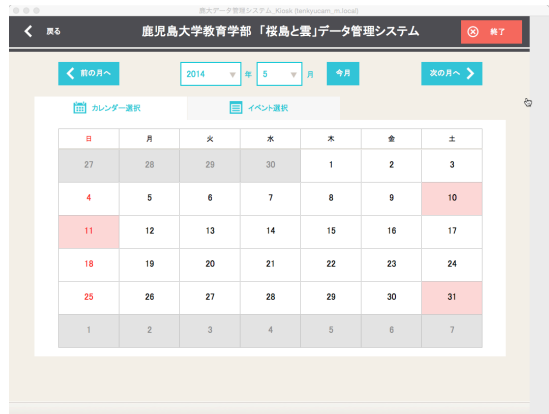 鹿大データ管理システム_Kiosk (tenkyucam_m.local)
戻る 鹿児島大学教育学部「桜島と雲」データ管理システム 終了
前の月へ 2014 年 5 月 今月 次の月へ
カレンダー選択 イベント選択
日 月 火 水 木 金 土
27 28 29 30 1 2 3
4 5 6 7 8 9 10
11 12 13 14 15 16 17
18 19 20 21 22 23 24
25 26 27 28 29 30 31
1 2 3 4 5 6 7